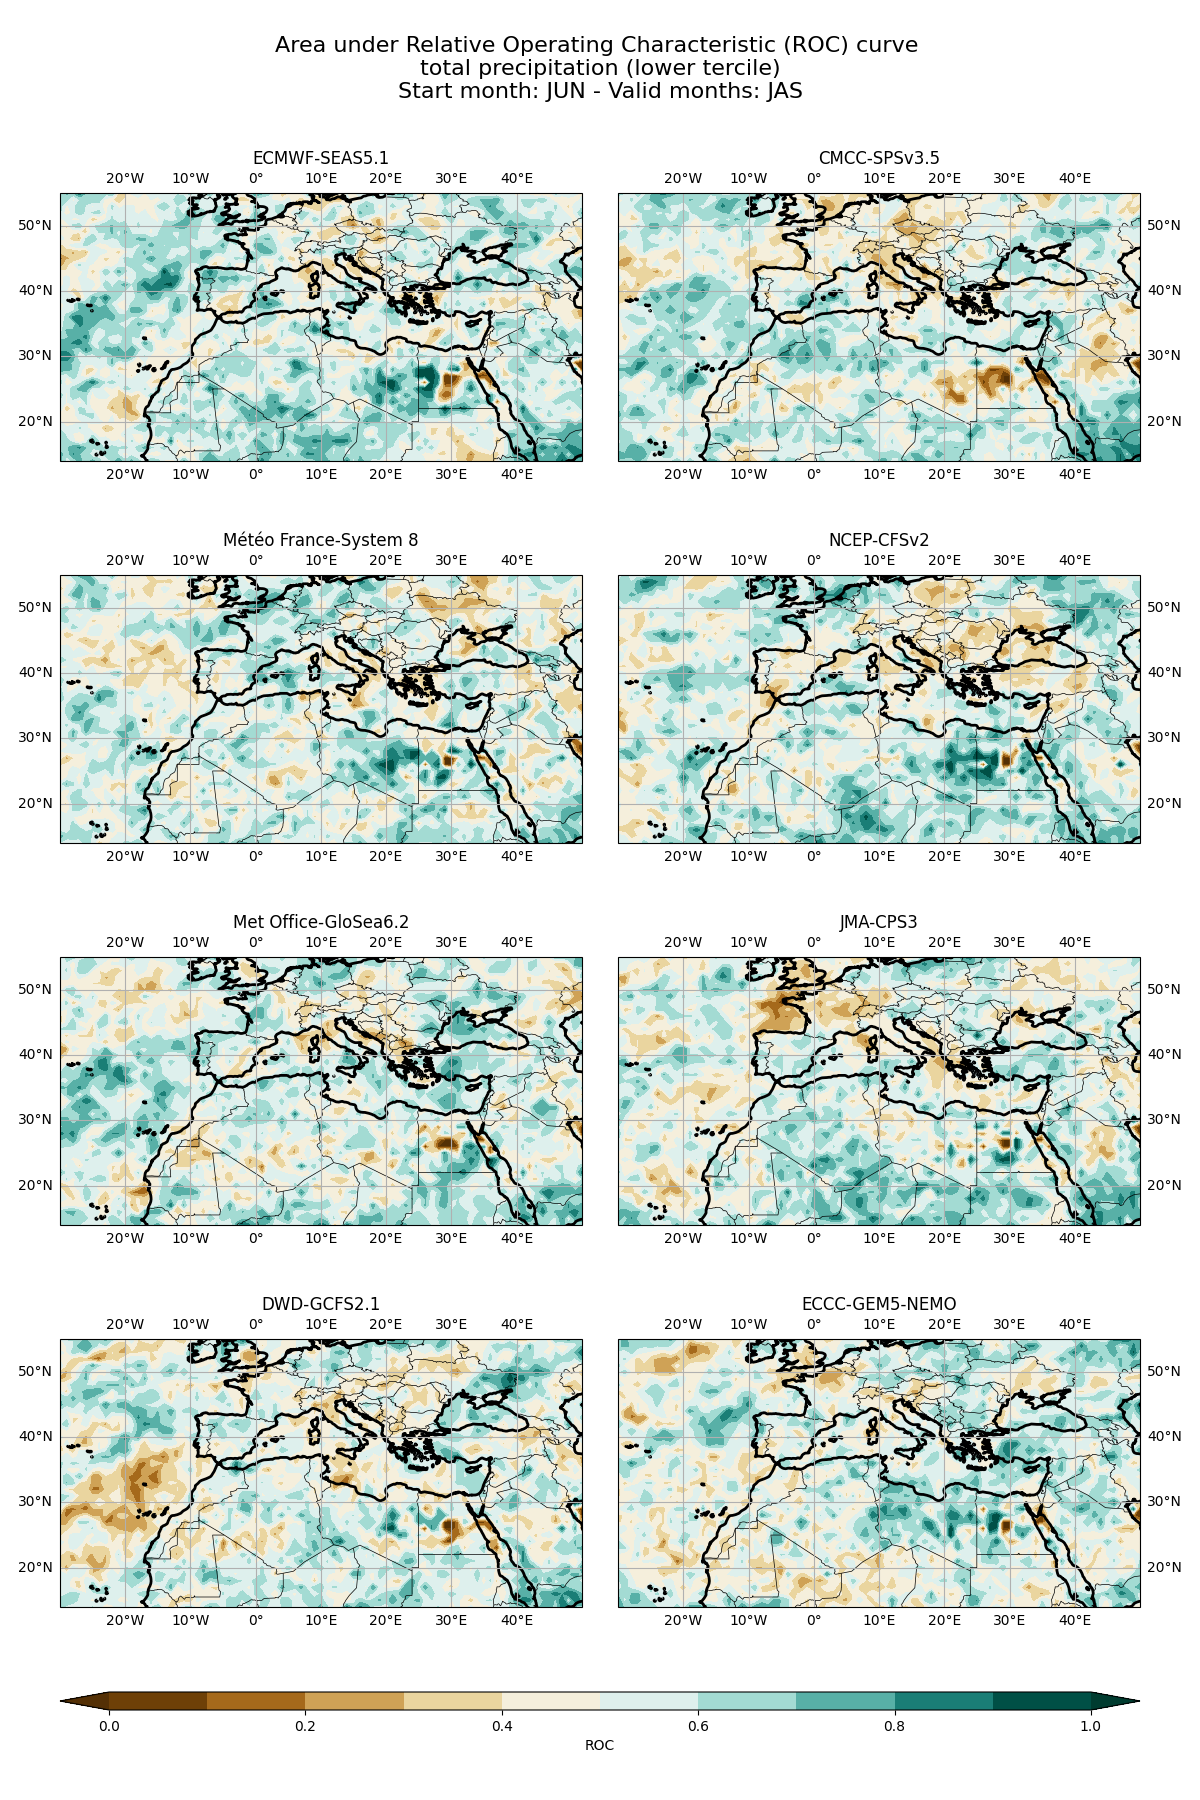 Area under Relative Operating Characteristic (ROC) curve
total precipitation (lower tercile)
Start month: JUN - Valid months: JAS
ECMWF-SEAS5.1
20°W 10°W 0° 10°E 20°E 30°E 40°E
50°N
40°N
30°N
20°N
20°W 10°W 0° 10°E 20°E 30°E 40°E
CMCC-SPSv3.5
20°W 10°W 0° 10°E 20°E 30°E 40°E
50°N
40°N
30°N
20°N
20°W 10°W 0° 10°E 20°E 30°E 40°E
Météo France-System 8
20°W 10°W 0° 10°E 20°E 30°E 40°E
50°N
40°N
30°N
20°N
20°W 10°W 0° 10°E 20°E 30°E 40°E
NCEP-CFSv2
20°W 10°W 0° 10°E 20°E 30°E 40°E
50°N
40°N
30°N
20°N
20°W 10°W 0° 10°E 20°E 30°E 40°E
Met Office-GloSea6.2
20°W 10°W 0° 10°E 20°E 30°E 40°E
50°N
40°N
30°N
20°N
20°W 10°W 0° 10°E 20°E 30°E 40°E
JMA-CPS3
20°W 10°W 0° 10°E 20°E 30°E 40°E
50°N
40°N
30°N
20°N
20°W 10°W 0° 10°E 20°E 30°E 40°E
DWD-GCFS2.1
20°W 10°W 0° 10°E 20°E 30°E 40°E
50°N
40°N
30°N
20°N
20°W 10°W 0° 10°E 20°E 30°E 40°E
ECCC-GEM5-NEMO
20°W 10°W 0° 10°E 20°E 30°E 40°E
50°N
40°N
30°N
20°N
20°W 10°W 0° 10°E 20°E 30°E 40°E
0.0 0.2 0.4 0.6 0.8 1.0
ROC